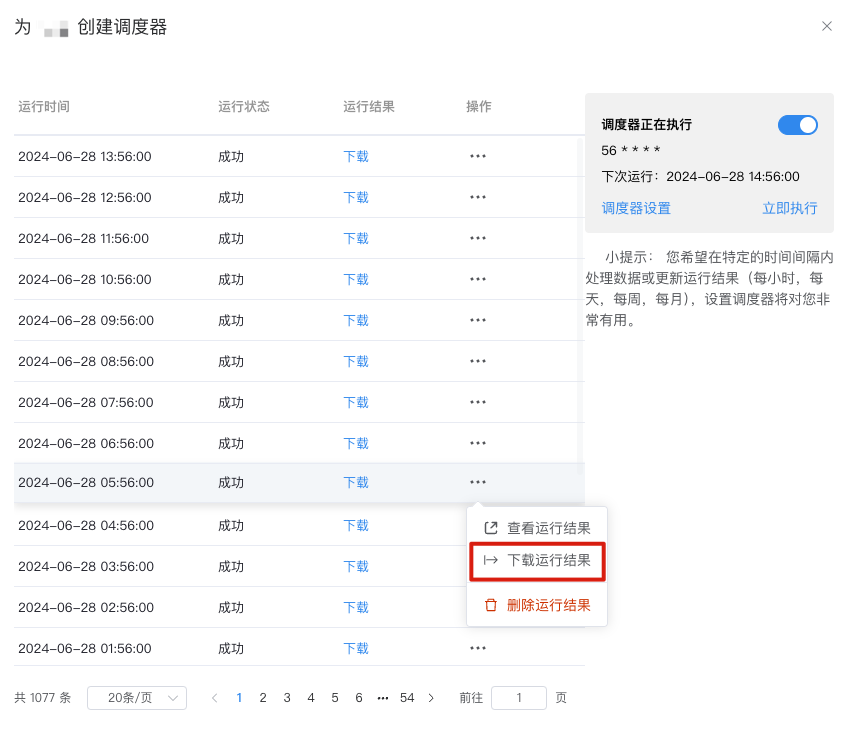 为 创建调度器
运行时间 运行状态 运行结果 操作
2024-06-28 13:56:00 成功 下载 •••
2024-06-28 12:56:00 成功 下载 •••
2024-06-28 11:56:00 成功 下载 •••
2024-06-28 10:56:00 成功 下载 •••
2024-06-28 09:56:00 成功 下载 •••
2024-06-28 08:56:00 成功 下载 •••
2024-06-28 07:56:00 成功 下载 •••
2024-06-28 06:56:00 成功 下载 •••
2024-06-28 05:56:00 成功 下载 •••
2024-06-28 04:56:00 成功 下载
2024-06-28 03:56:00 成功 下载
2024-06-28 02:56:00 成功 下载
2024-06-28 01:56:00 成功 下载 •••
查看运行结果
下载运行结果
删除运行结果
调度器正在执行
56 * * * *
下次运行：2024-06-28 14:56:00
调度器设置 立即执行
小提示： 您希望在特定的时间间隔内
处理数据或更新运行结果（每小时，每
天，每周，每月），设置调度器将对您非
常有用。
共 1077 条 20条/页 1 2 3 4 5 6 ••• 54 前往 1 页